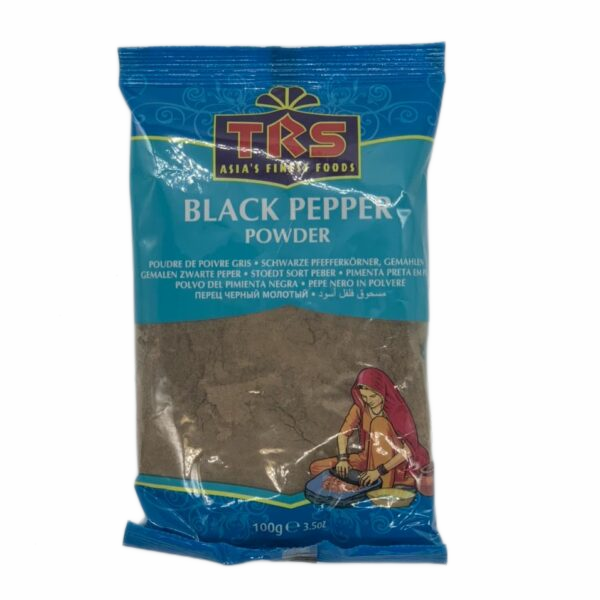 TRS
ASIA'S FINEST FOODS
BLACK PEPPER
POWDER
POUDRE DE POIVRE GRIS • SCHWARZE PFEFFERKÖRNER, GEMAHLEN
GEMALEN ZWARTE PEPER • STOEDT SORT PEBER • PIMENTA PRETA EM
POLVO DEL PIMIENTA NEGRA • PEPE NERO IN POLVERE
ПЕРЕЦ ЧЕРНЫЙ МОЛОТЫЙ • مسحوق فلفل أسود
100g ℮ 3.5oz